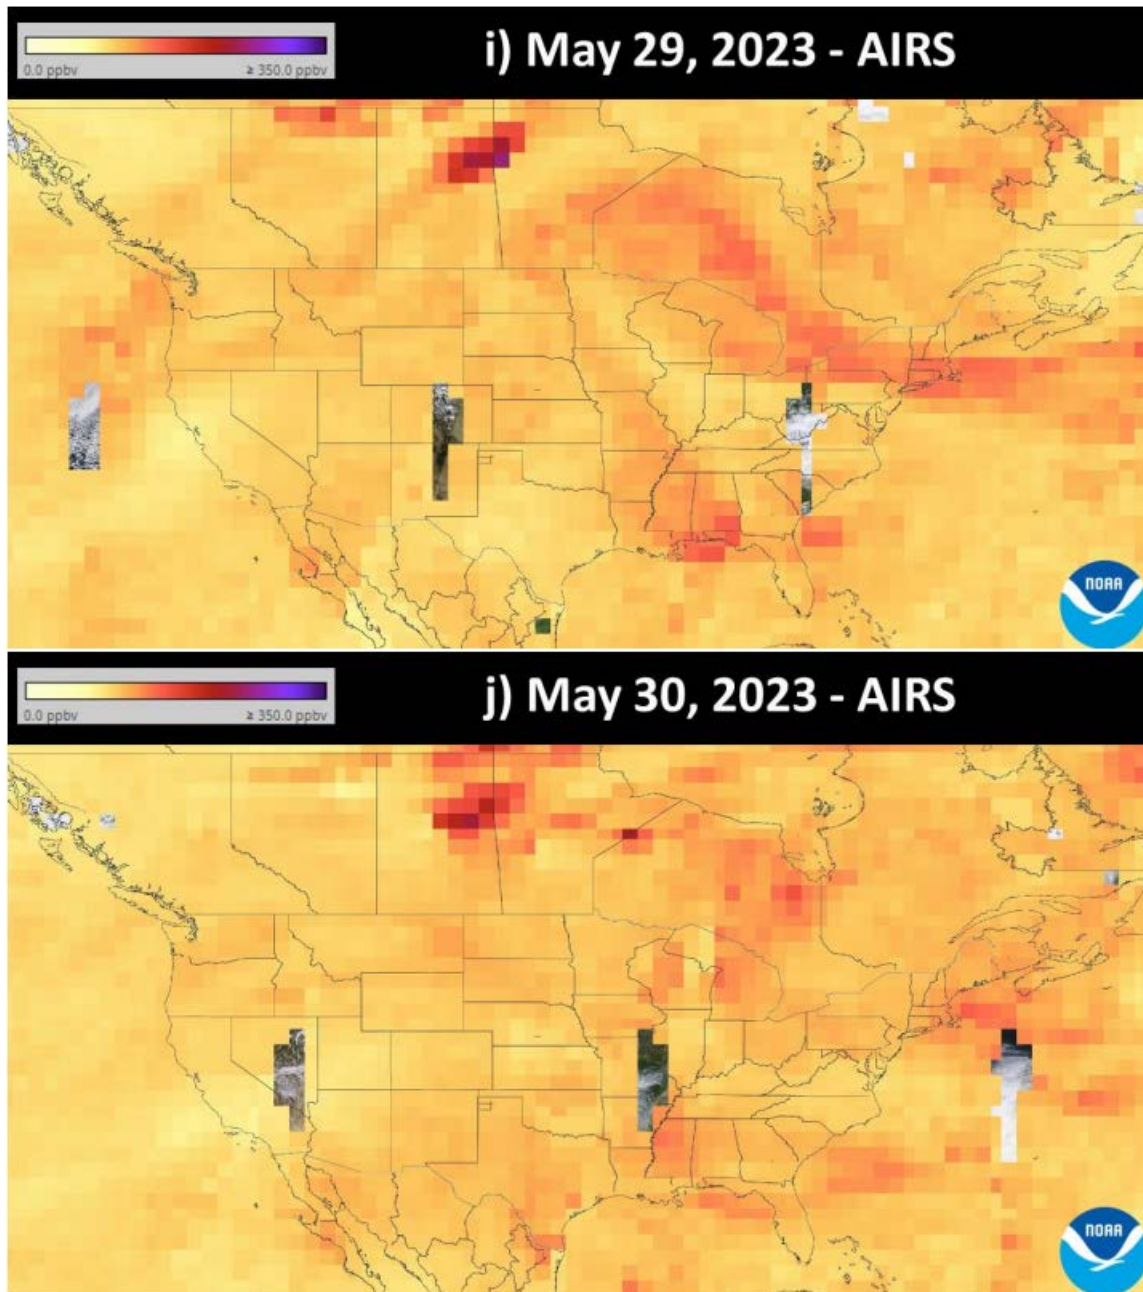 i) May 29, 2023 - AIRS
0.0 ppbv ≥ 350.0 ppbv
NOAA
j) May 30, 2023 - AIRS
0.0 ppbv ≥ 350.0 ppbv
NOAA